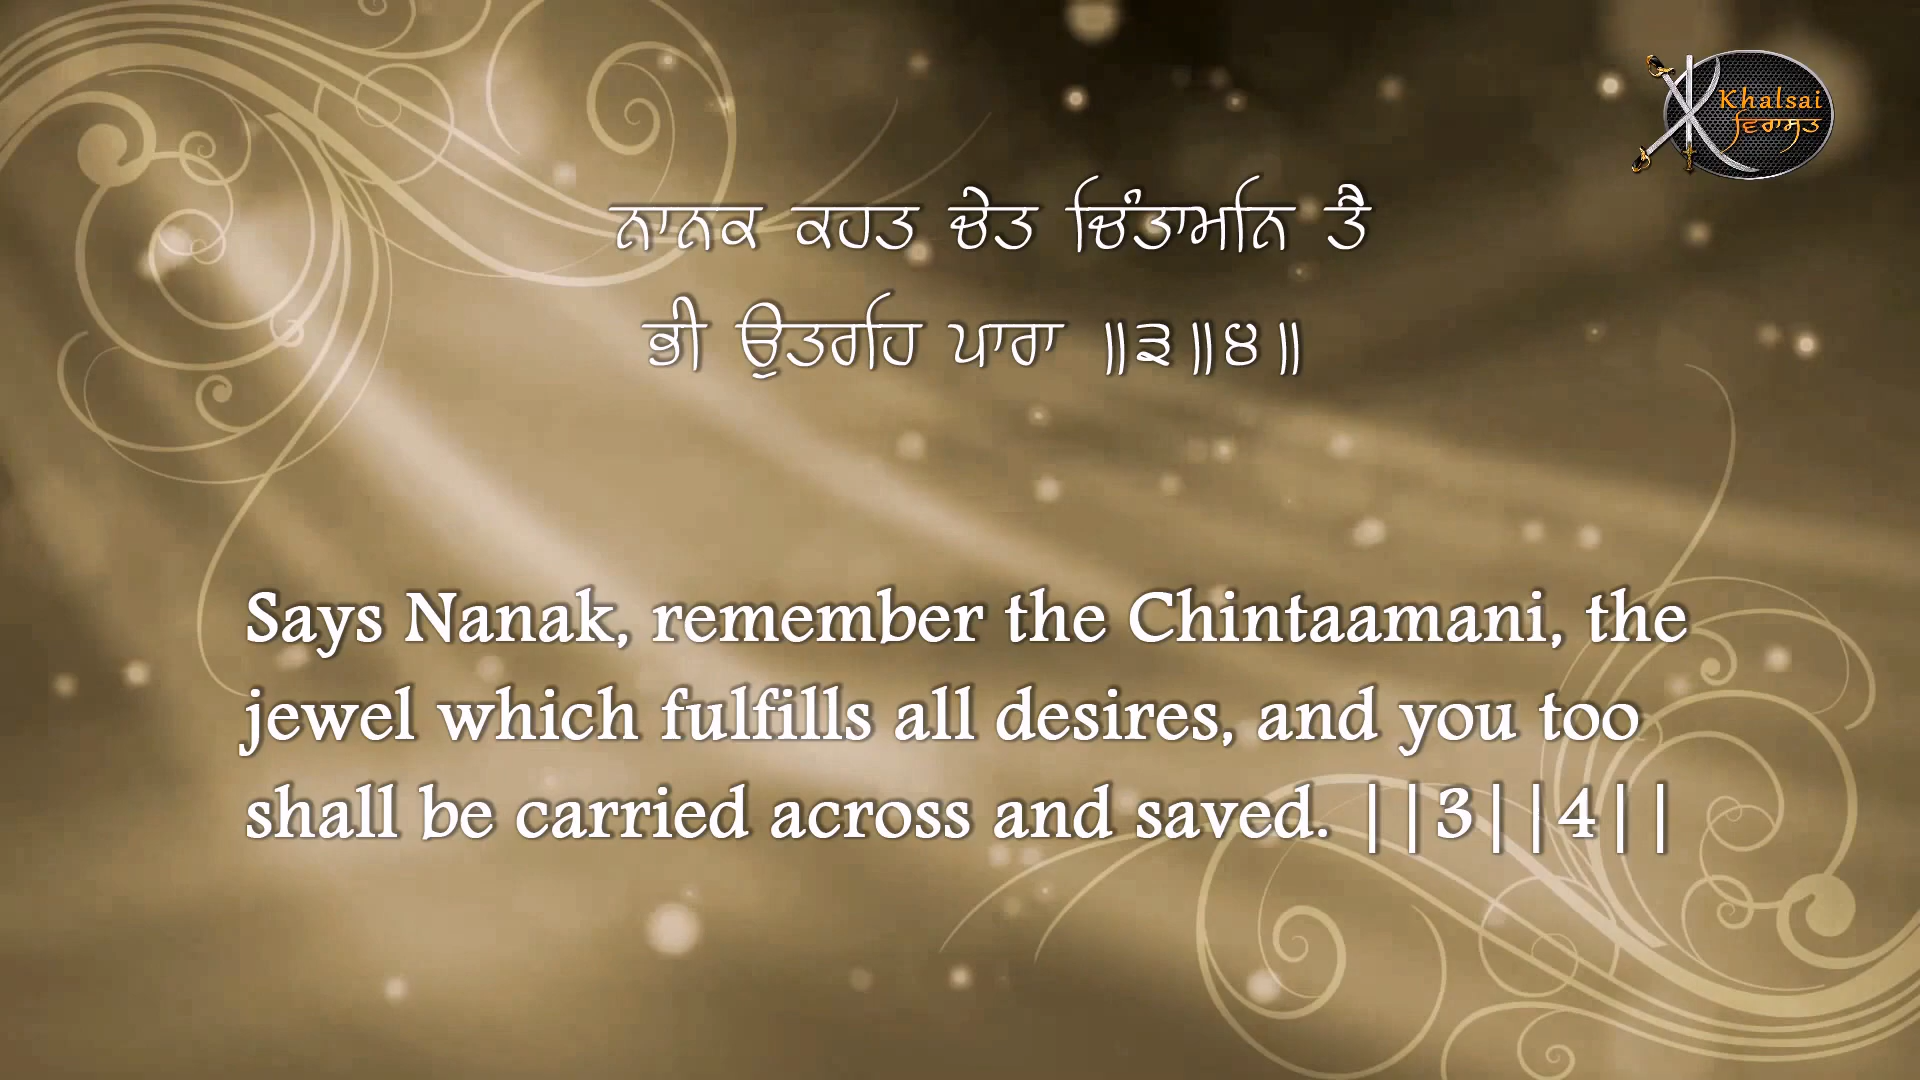 Khalsai
ਵਿਰਾਸਤ
ਨਾਨਕ ਕਹਤ ਚੇਤ ਚਿੰਤਾਮਨਿ ਤੈ
ਭੀ ਉਤਰਹਿ ਪਾਰਾ ॥੩॥੪॥
Says Nanak, remember the Chintaamani, the
jewel which fulfills all desires, and you too
shall be carried across and saved. ||3||4||